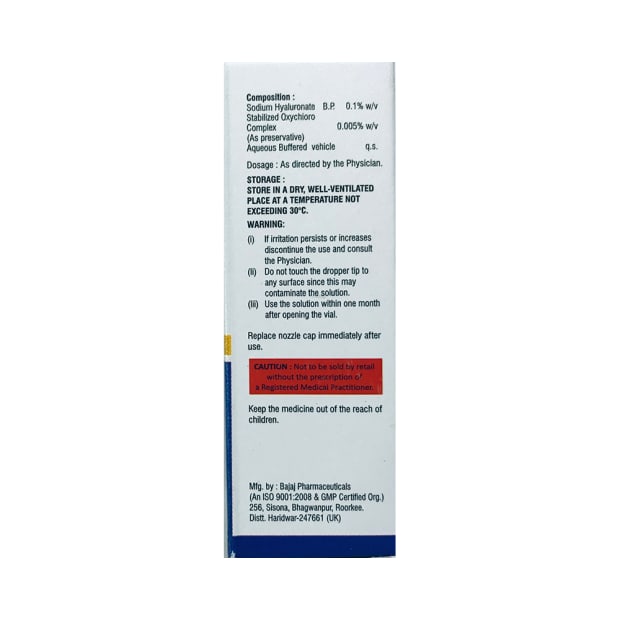 Composition :
Sodium Hyaluronate B.P. 0.1% w/v
Stabilized Oxychloro
Complex 0.005% w/v
(As preservative)
Aqueous Buffered vehicle q.s.
Dosage : As directed by the Physician.
STORAGE :
STORE IN A DRY, WELL-VENTILATED
PLACE AT A TEMPERATURE NOT
EXCEEDING 30°C.
WARNING:
(i) If irritation persists or increases
discontinue the use and consult
the Physician.
(ii) Do not touch the dropper tip to
any surface since this may
contaminate the solution.
(iii) Use the solution within one month
after opening the vial.
Replace nozzle cap immediately after
use.
CAUTION : Not to be sold by retail
without the prescription of
a Registered Medical Practitioner.
Keep the medicine out of the reach of
children.
Mfg. by : Bajaj Pharmaceuticals
(An ISO 9001:2008 & GMP Certified Org.)
256, Sisona, Bhagwanpur, Roorkee.
Distt. Haridwar-247661 (UK)